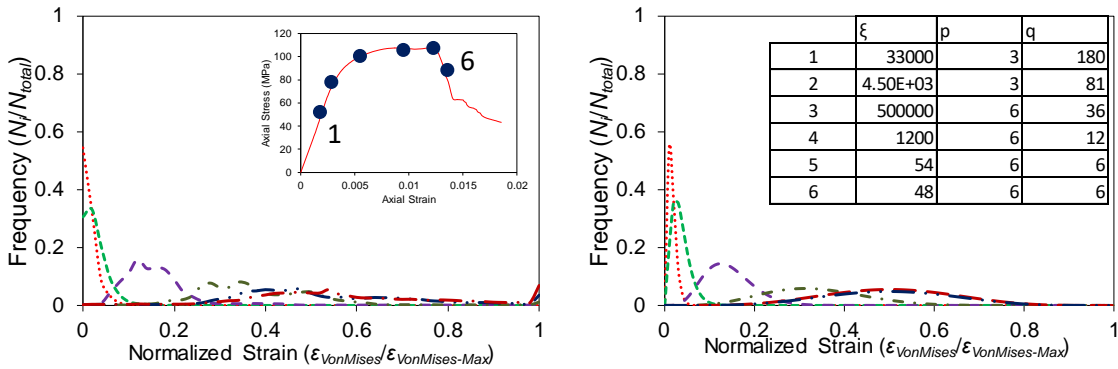 1
0.8
0.6
0.4
0.2
0
Frequency (Ni/Ntotal)
0 0.2 0.4 0.6 0.8 1
Normalized Strain (εVonMises/εVonMises-Max)
120
100
80
60
40
20
0
Axial Stress (MPa)
1
6
0 0.005 0.01 0.015 0.02
Axial Strain
1
0.8
0.6
0.4
0.2
0
Frequency (Ni/Ntotal)
ξ p q
1 33000 3 180
2 4.50E+03 3 81
3 500000 6 36
4 1200 6 12
5 54 6 6
6 48 6 6
0 0.2 0.4 0.6 0.8 1
Normalized Strain (εVonMises/εVonMises-Max)